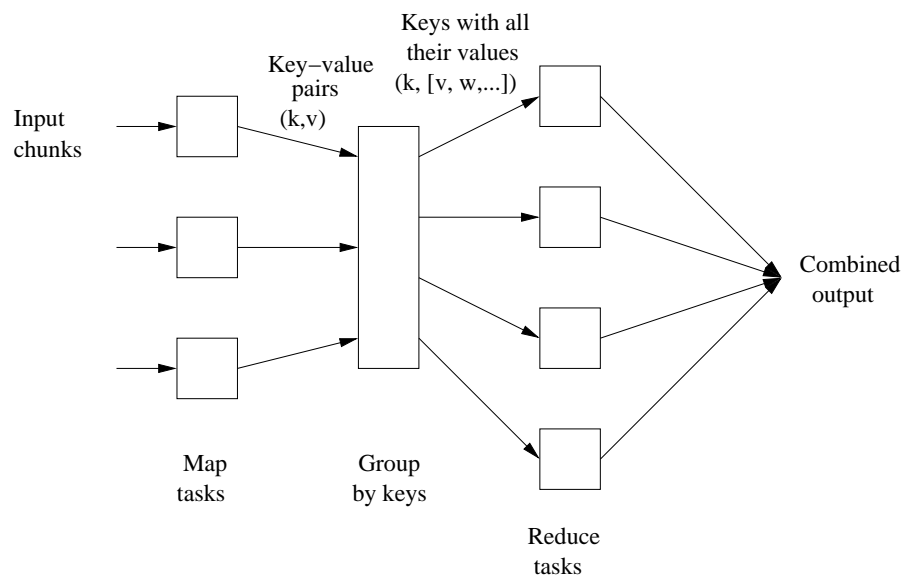 Keys with all
their values
(k, [v, w,...])
Key−value
pairs
(k,v)
Input
chunks
Combined
output
Map
tasks
Group
by keys
Reduce
tasks